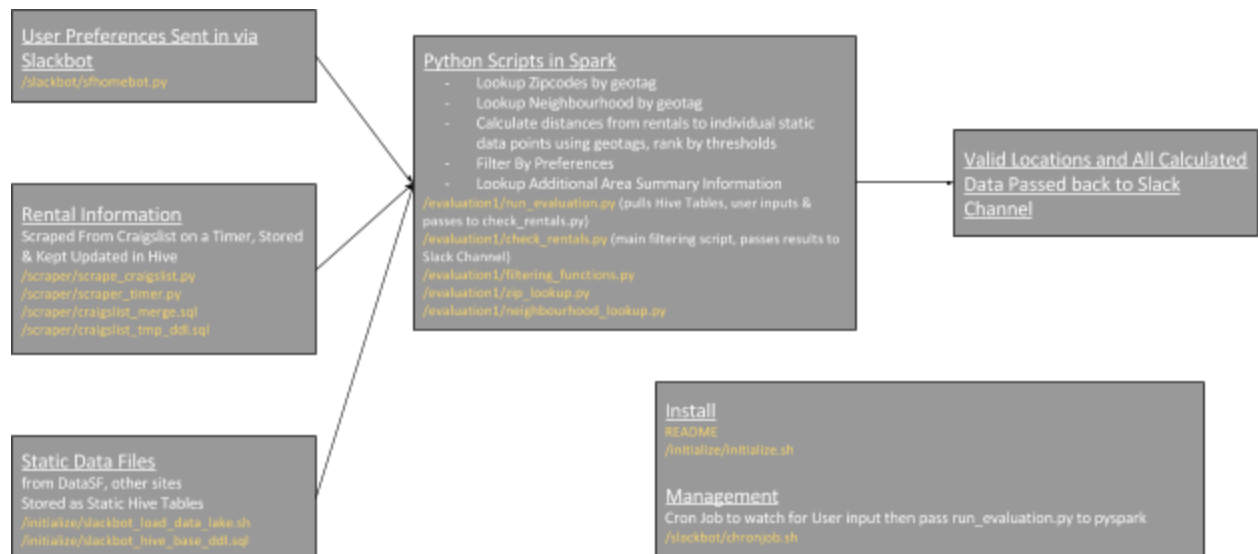 User Preferences Sent in via
Slackbot
/slackbot/sfhomebot.py
Rental Information
Scraped From Craigslist on a Timer, Stored
& Kept Updated in Hive
/scraper/scrape_craigslist.py
/scraper/scraper_timer.py
/scraper/craigslist_merge.sql
/scraper/craigslist_tmp_ddl.sql
Static Data Files
from DataSF, other sites
Stored as Static Hive Tables
/initialize/slackbot_load_data_lake.sh
/initialize/slackbot_hive_base_ddl.sql
Python Scripts in Spark
- Lookup Zipcodes by geotag
- Lookup Neighbourhood by geotag
- Calculate distances from rentals to individual static
data points using geotags, rank by thresholds
- Filter By Preferences
- Lookup Additional Area Summary Information
/evaluation1/run_evaluation.py (pulls Hive Tables, user inputs &
passes to check_rentals.py)
/evaluation1/check_rentals.py (main filtering script, passes results to
Slack Channel)
/evaluation1/filtering_functions.py
/evaluation1/zip_lookup.py
/evaluation1/neighbourhood_lookup.py
Valid Locations and All Calculated
Data Passed back to Slack
Channel
Install
README
/initialize/initialize.sh
Management
Cron Job to watch for User input then pass run_evaluation.py to pyspark
/slackbot/chronjob.sh